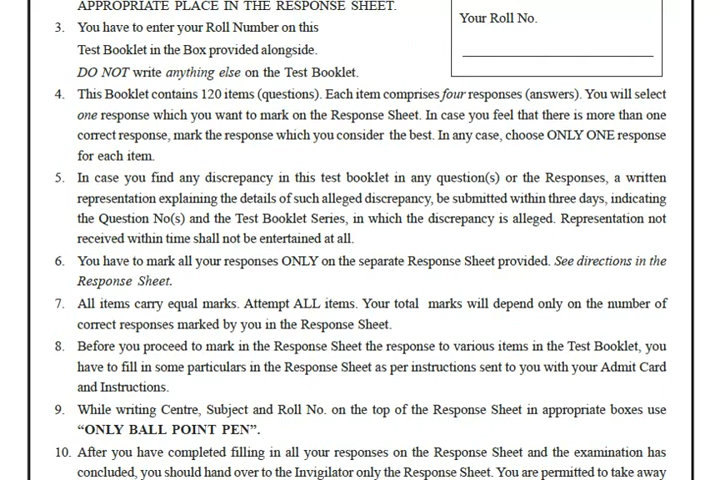 APPROPRIATE PLACE IN THE RESPONSE SHEET.
Your Roll No.
3. You have to enter your Roll Number on this
Test Booklet in the Box provided alongside.
DO NOT write anything else on the Test Booklet.
4. This Booklet contains 120 items (questions). Each item comprises four responses (answers). You will select
one response which you want to mark on the Response Sheet. In case you feel that there is more than one
correct response, mark the response which you consider the best. In any case, choose ONLY ONE response
for each item.
5. In case you find any discrepancy in this test booklet in any question(s) or the Responses, a written
representation explaining the details of such alleged discrepancy, be submitted within three days, indicating
the Question No(s) and the Test Booklet Series, in which the discrepancy is alleged. Representation not
received within time shall not be entertained at all.
6. You have to mark all your responses ONLY on the separate Response Sheet provided. See directions in the
Response Sheet.
7. All items carry equal marks. Attempt ALL items. Your total marks will depend only on the number of
correct responses marked by you in the Response Sheet.
8. Before you proceed to mark in the Response Sheet the response to various items in the Test Booklet, you
have to fill in some particulars in the Response Sheet as per instructions sent to you with your Admit Card
and Instructions.
9. While writing Centre, Subject and Roll No. on the top of the Response Sheet in appropriate boxes use
“ONLY BALL POINT PEN”.
10. After you have completed filling in all your responses on the Response Sheet and the examination has
concluded, you should hand over to the Invigilator only the Response Sheet. You are permitted to take away